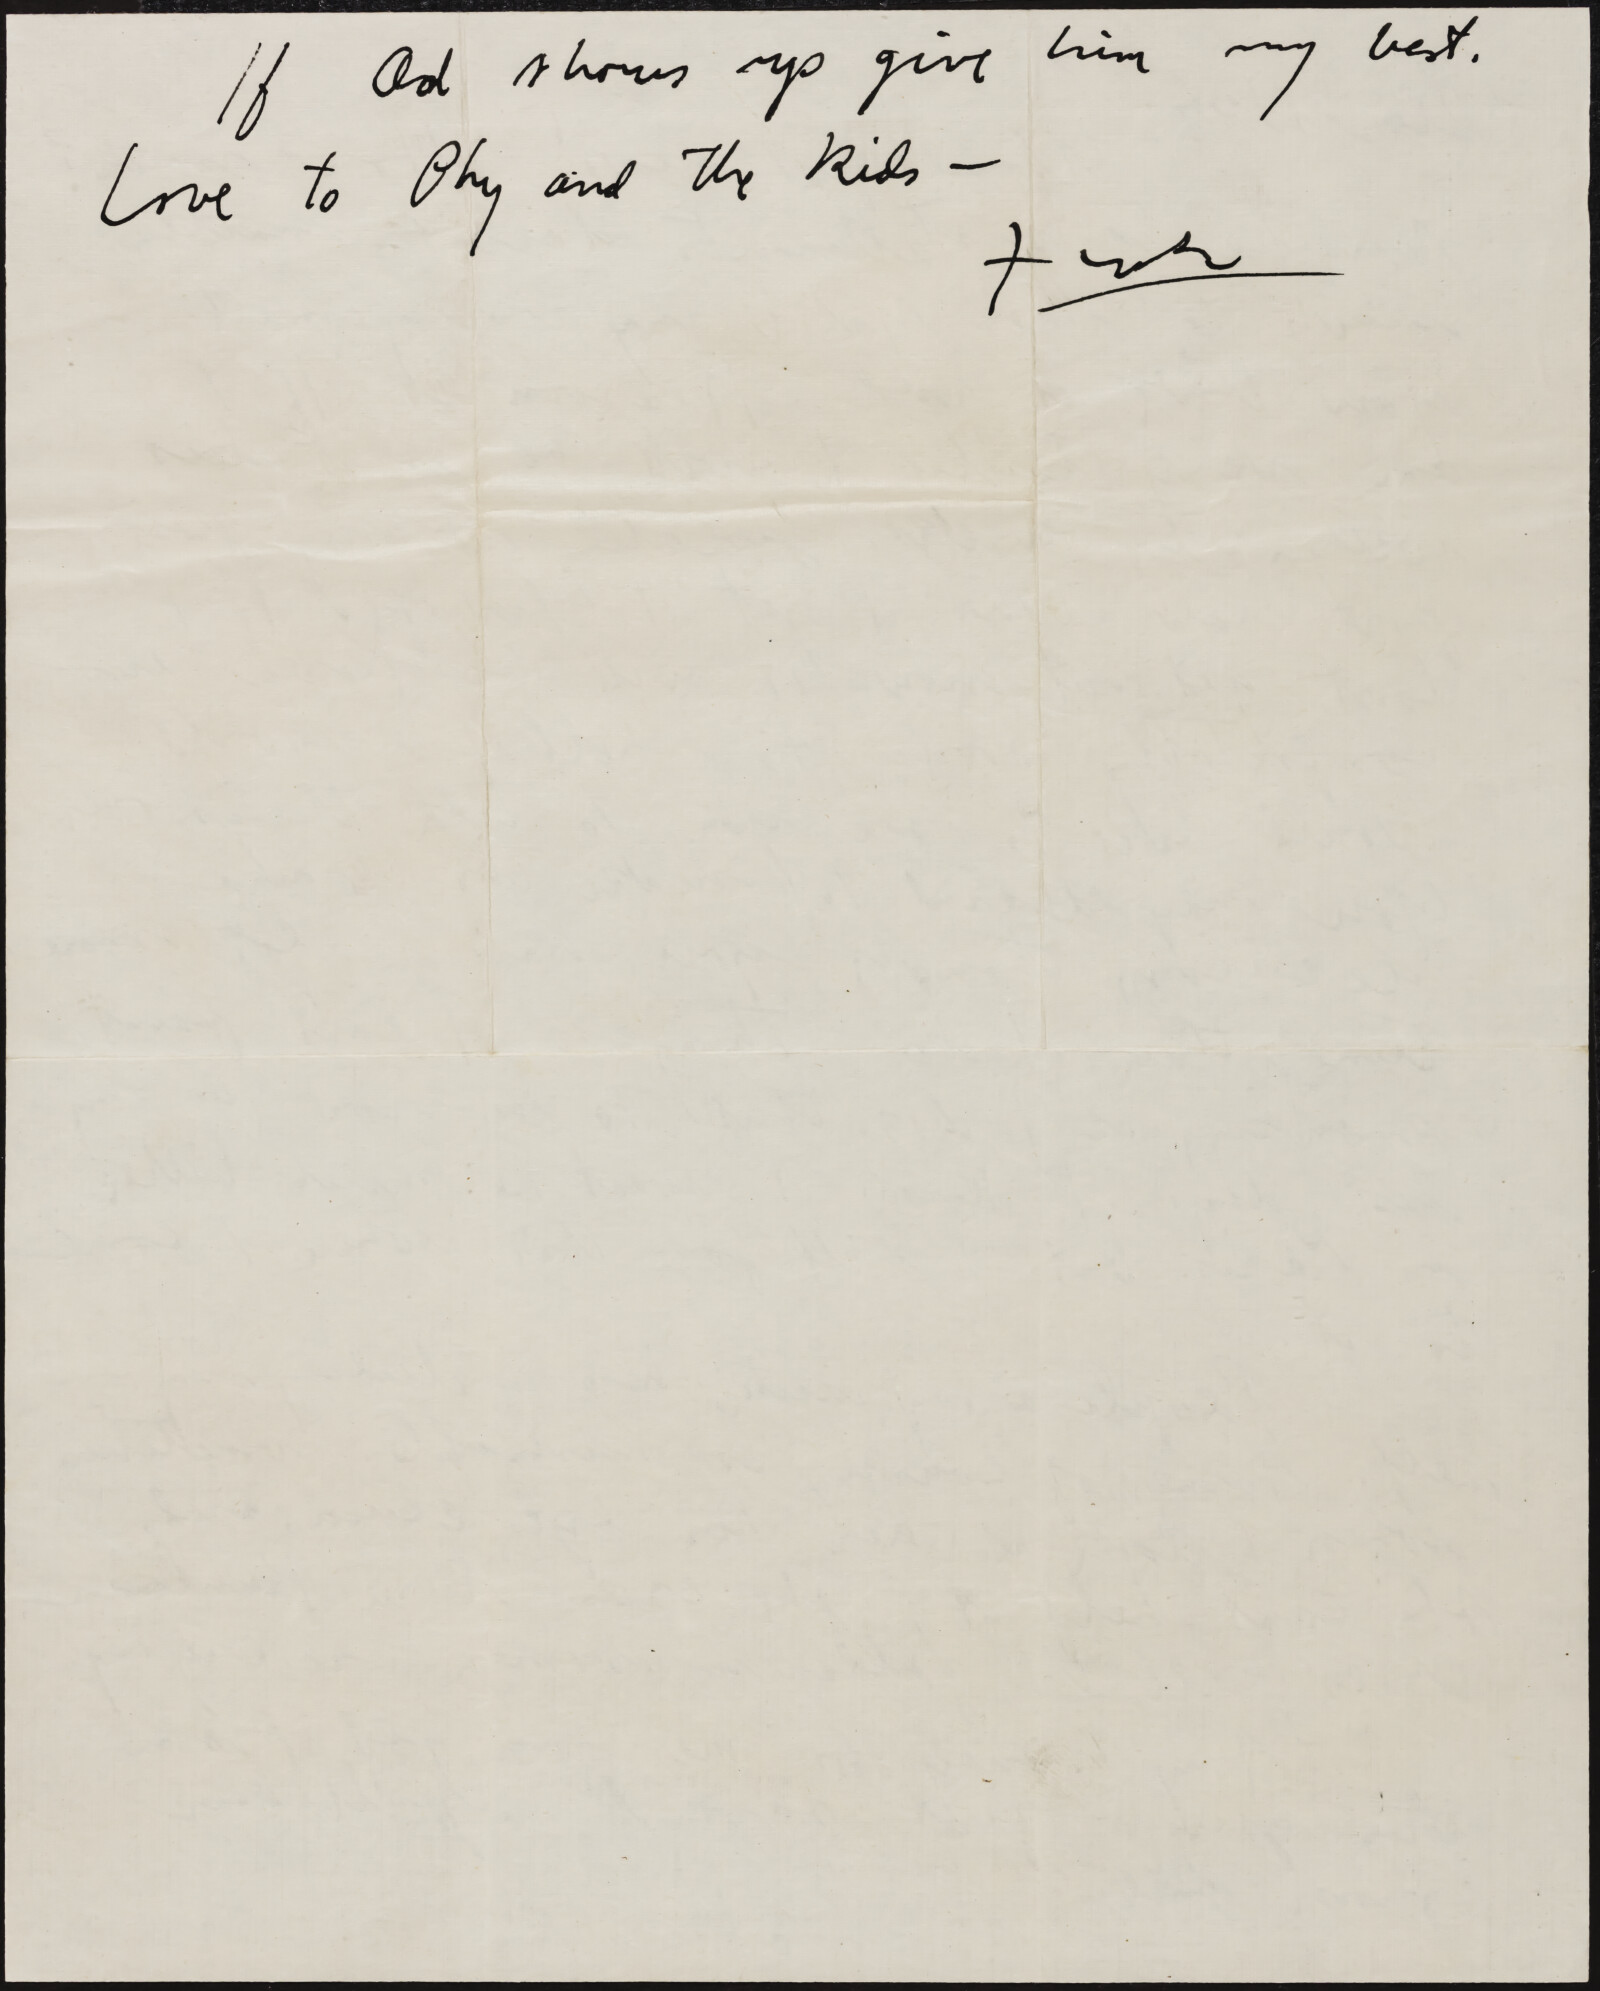 If Od shows up give him my best.
Love to Phy and the Kids —